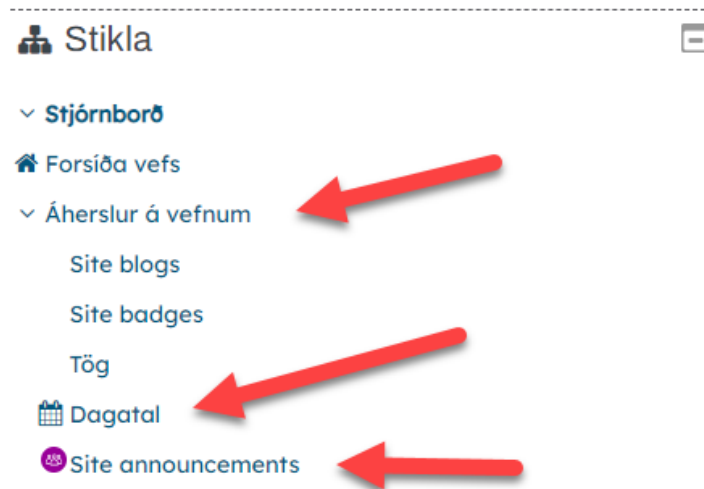 Stikla
Stjórnborð
Forsíða vefs
Áherslur á vefnum
Site blogs
Site badges
Tög
Dagatal
Site announcements